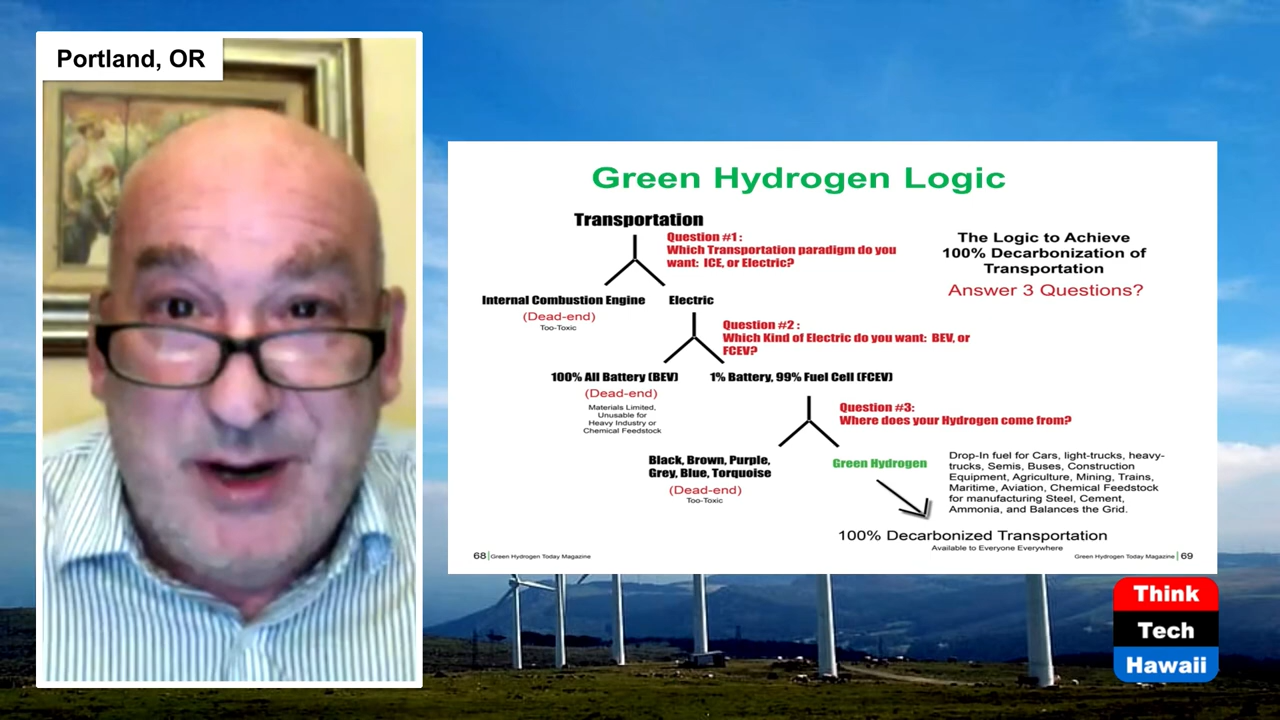 Portland, OR
Green Hydrogen Logic
Transportation
Question #1 :
Which Transportation paradigm do you
want: ICE, or Electric?
The Logic to Achieve
100% Decarbonization of
Transportation
Answer 3 Questions?
Internal Combustion Engine
(Dead-end)
Too-Toxic
Electric
Question #2 :
Which Kind of Electric do you want: BEV, or
FCEV?
100% All Battery (BEV)
(Dead-end)
Materials Limited,
Unusable for
Heavy Industry or
Chemical Feedstock
1% Battery, 99% Fuel Cell (FCEV)
Question #3:
Where does your Hydrogen come from?
Black, Brown, Purple,
Grey, Blue, Torquoise
(Dead-end)
Too-Toxic
Green Hydrogen
Drop-In fuel for Cars, light-trucks, heavy-
trucks, Semis, Buses, Construction
Equipment, Agriculture, Mining, Trains,
Maritime, Aviation, Chemical Feedstock
for manufacturing Steel, Cement,
Ammonia, and Balances the Grid.
100% Decarbonized Transportation
Available to Everyone Everywhere
68 | Green Hydrogen Today Magazine
Green Hydrogen Today Magazine | 69
Think
Tech
Hawaii